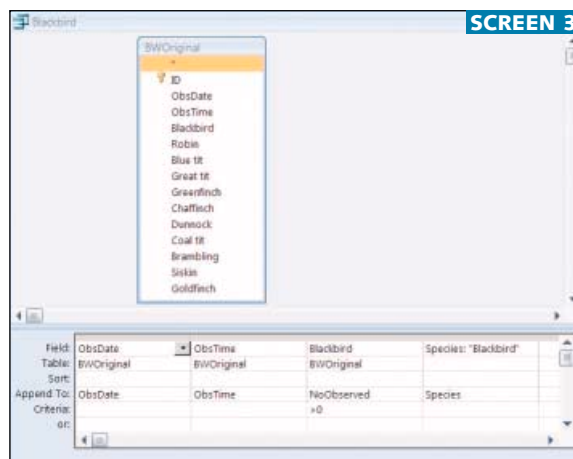 Blackbird
SCREEN 3
BWOriginal
*
ID
ObsDate
ObsTime
Blackbird
Robin
Blue tit
Great tit
Greenfinch
Chaffinch
Dunnock
Coal tit
Brambling
Siskin
Goldfinch
Field: ObsDate ObsTime Blackbird Species: "Blackbird"
Table: BWOriginal BWOriginal BWOriginal
Sort:
Append To: ObsDate ObsTime NoObserved Species
Criteria: >0
or: